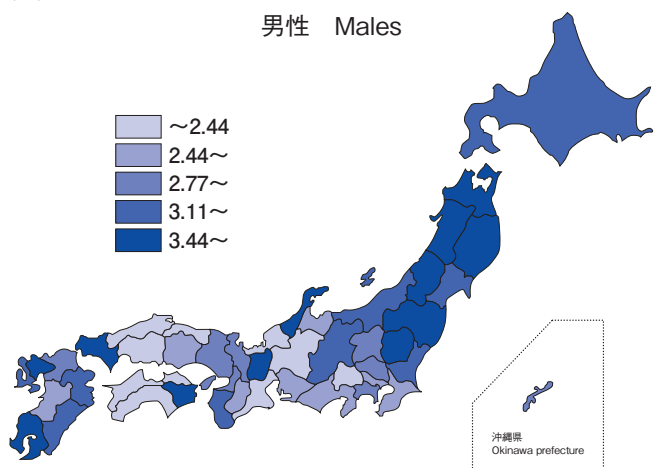 男性　Males
～2.44
2.44～
2.77～
3.11～
3.44～
沖縄県
Okinawa prefecture